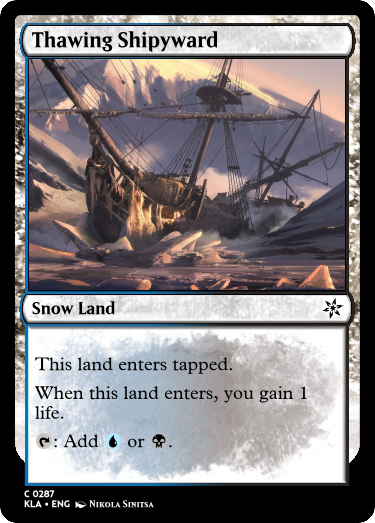 Thawing Shipyward
Snow Land
This land enters tapped.
When this land enters, you gain 1
life.
: Add or .
C 0287
KLA • ENG Nikola Sinitsa